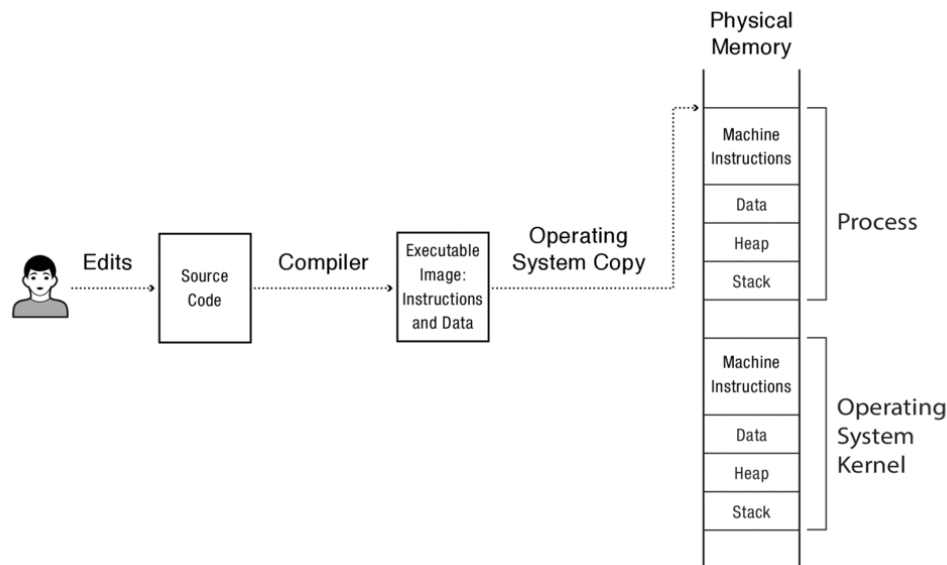 Physical
Memory
Edits
Source
Code
Compiler
Executable
Image:
Instructions
and Data
Operating
System Copy
Machine
Instructions
Data
Heap
Stack
Process
Machine
Instructions
Data
Heap
Stack
Operating
System
Kernel